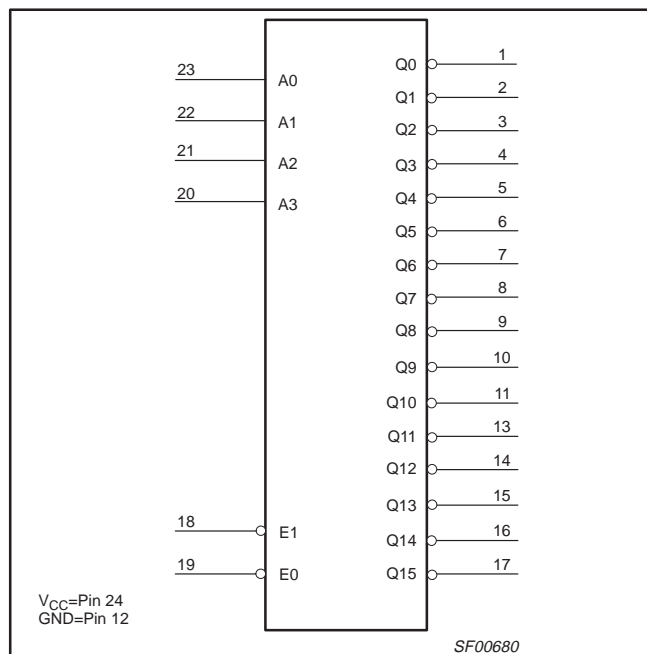 Q0 1
23 A0
Q1 2
22 A1
Q2 3
21 A2
Q3 4
20 A3
Q4 5
Q5 6
Q6 7
Q7 8
Q8 9
Q9 10
Q10 11
Q11 13
Q12 14
Q13 15
18 E1
Q14 16
19 E0
Q15 17
VCC=Pin 24
GND=Pin 12
SF00680